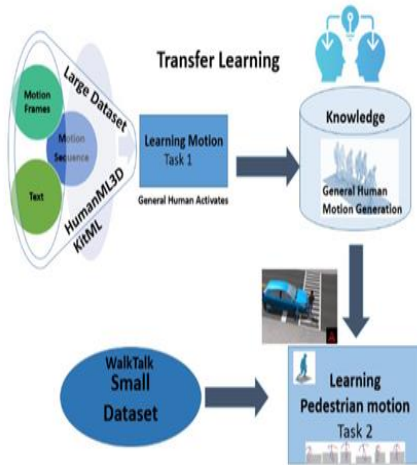 Transfer Learning
Large Dataset
Motion
Frames
Motion
Sequence
Text
HumanML3D
KitML
Learning Motion
Task 1
General Human Activates
Knowledge
General Human
Motion Generation
WalkTalk
Small
Dataset
Learning
Pedestrian motion
Task 2